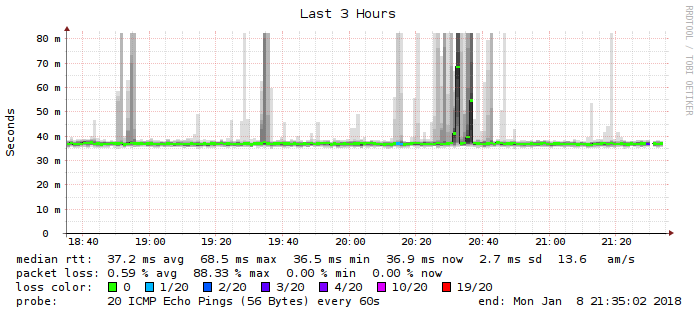 Last 3 Hours
RRDTOOL / TOBI OETIKER
Seconds
80 m
70 m
60 m
50 m
40 m
30 m
20 m
10 m
0
18:40 19:00 19:20 19:40 20:00 20:20 20:40 21:00 21:20
median rtt: 37.2 ms avg 68.5 ms max 36.5 ms min 36.9 ms now 2.7 ms sd 13.6 am/s
packet loss: 0.59 % avg 88.33 % max 0.00 % min 0.00 % now
loss color: 0 1/20 2/20 3/20 4/20 10/20 19/20
probe: 20 ICMP Echo Pings (56 Bytes) every 60s end: Mon Jan 8 21:35:02 2018